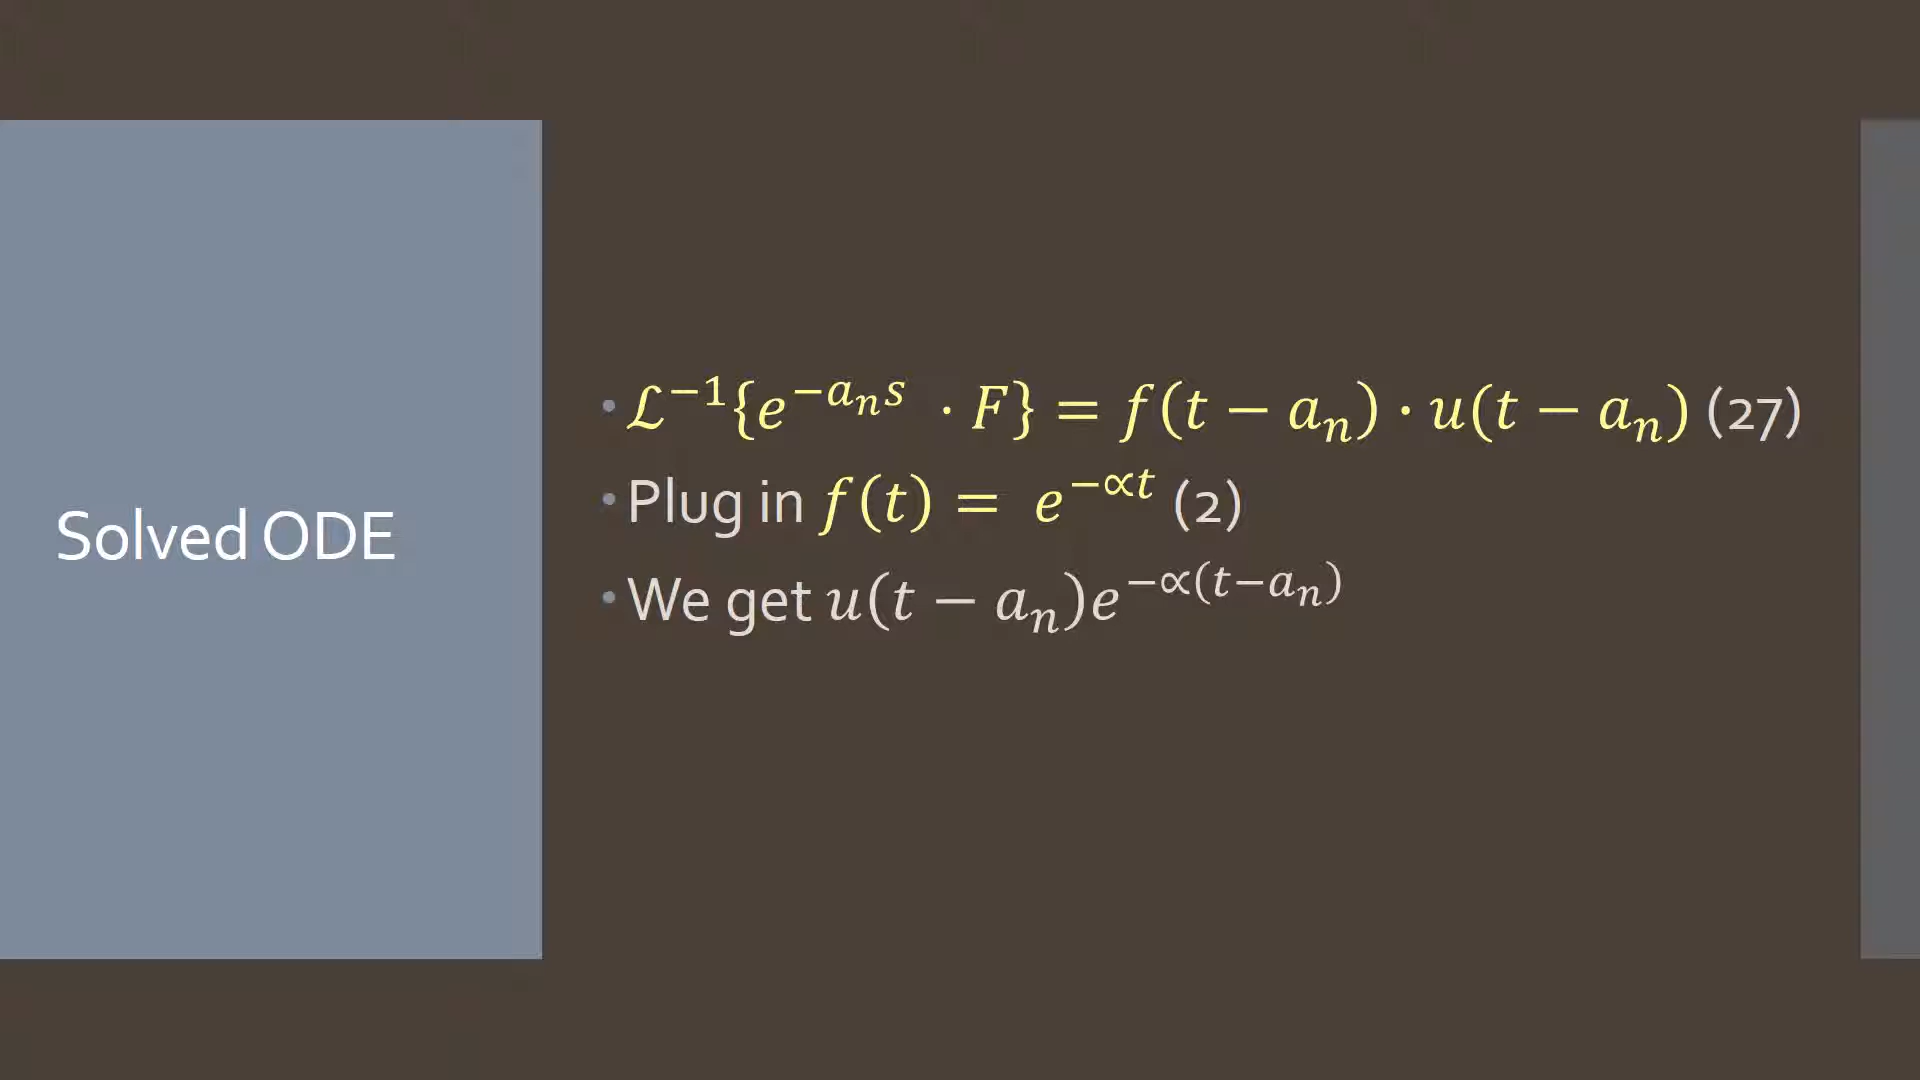 Solved ODE
• ℒ⁻¹{e^{−aₙs} · F} = f(t − aₙ) · u(t − aₙ) (27)
• Plug in f(t) = e^{−∝t} (2)
• We get u(t − aₙ)e^{−∝(t−aₙ)}